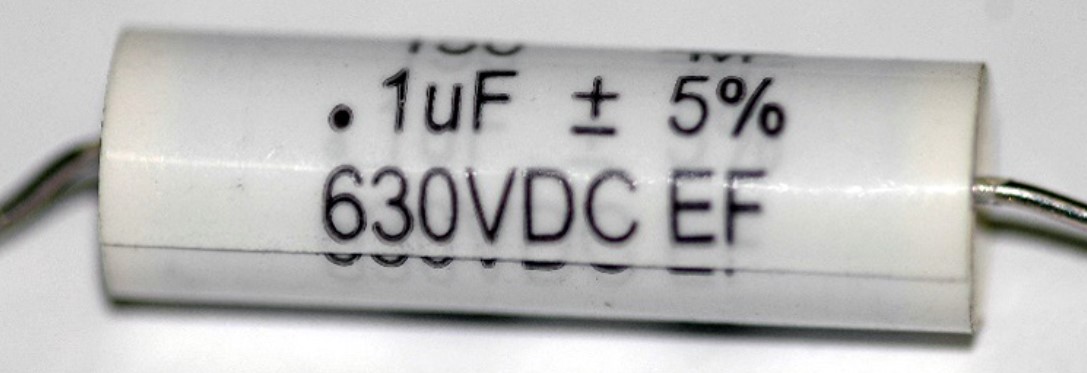 .1uF ± 5%
630VDC EF